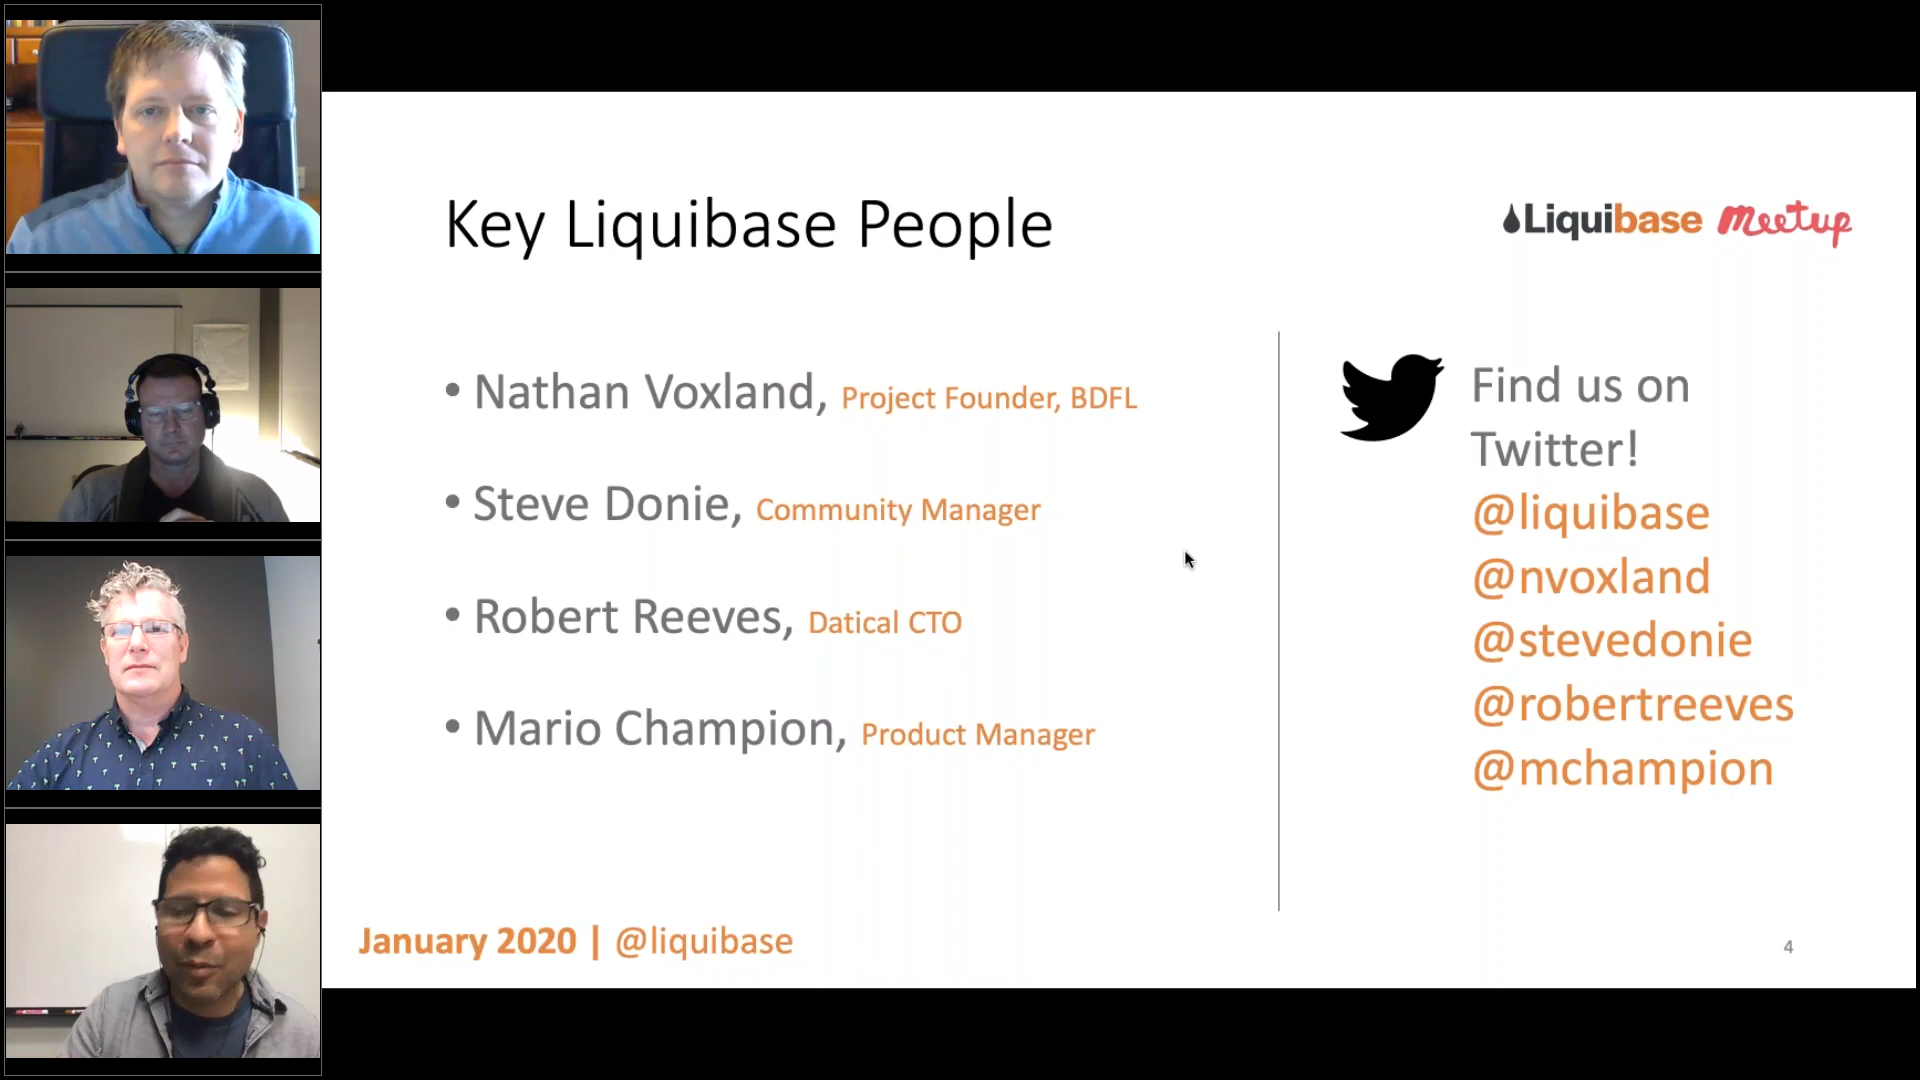 Key Liquibase People
Liquibase Meetup
• Nathan Voxland, Project Founder, BDFL
• Steve Donie, Community Manager
• Robert Reeves, Datical CTO
• Mario Champion, Product Manager
Find us on
Twitter!
@liquibase
@nvoxland
@stevedonie
@robertreeves
@mchampion
January 2020 | @liquibase
4